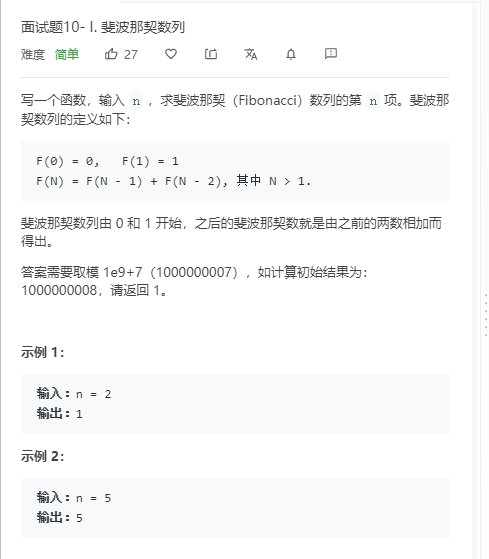 面试题10- I. 斐波那契数列
难度 简单 27
写一个函数，输入 n ，求斐波那契（Fibonacci）数列的第 n 项。斐波那
契数列的定义如下：
F(0) = 0,   F(1) = 1
F(N) = F(N - 1) + F(N - 2), 其中 N > 1.
斐波那契数列由 0 和 1 开始，之后的斐波那契数就是由之前的两数相加而
得出。
答案需要取模 1e9+7（1000000007），如计算初始结果为：
1000000008，请返回 1。
示例 1：
输入：n = 2
输出：1
示例 2：
输入：n = 5
输出：5